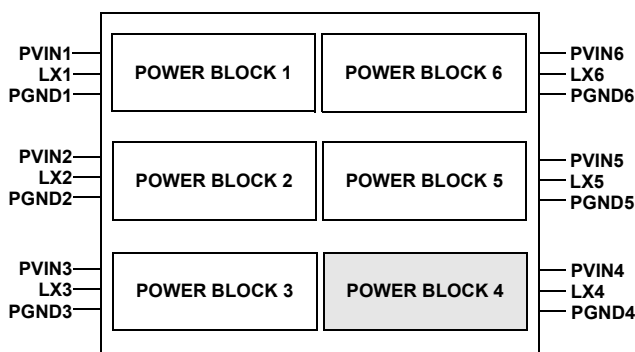 PVIN1
LX1
PGND1
POWER BLOCK 1
POWER BLOCK 6
PVIN6
LX6
PGND6
PVIN2
LX2
PGND2
POWER BLOCK 2
POWER BLOCK 5
PVIN5
LX5
PGND5
PVIN3
LX3
PGND3
POWER BLOCK 3
POWER BLOCK 4
PVIN4
LX4
PGND4